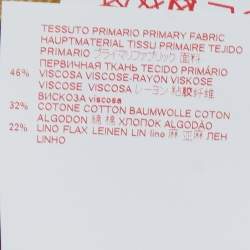 TESSUTO PRIMARIO PRIMARY FABRIC
HAUPTMATERIAL TISSU PRIMAIRE TEJIDO
PRIMARIO プライマリファブリック 面料
ПЕРВИЧНАЯ ТКАНЬ TECIDO PRIMÁRIO
46% VISCOSA VISCOSE-RAYON VISKOSE
VISCOSE VISCOSA レーヨン 粘胶纤维
ВИСКОЗА viscosa
32% COTONE COTTON BAUMWOLLE COTON
ALGODON 綿 棉 ХЛОПОК ALGODÃO
22% LINO FLAX LEINEN LIN lino 麻 亚麻 ЛЕН
LINHO